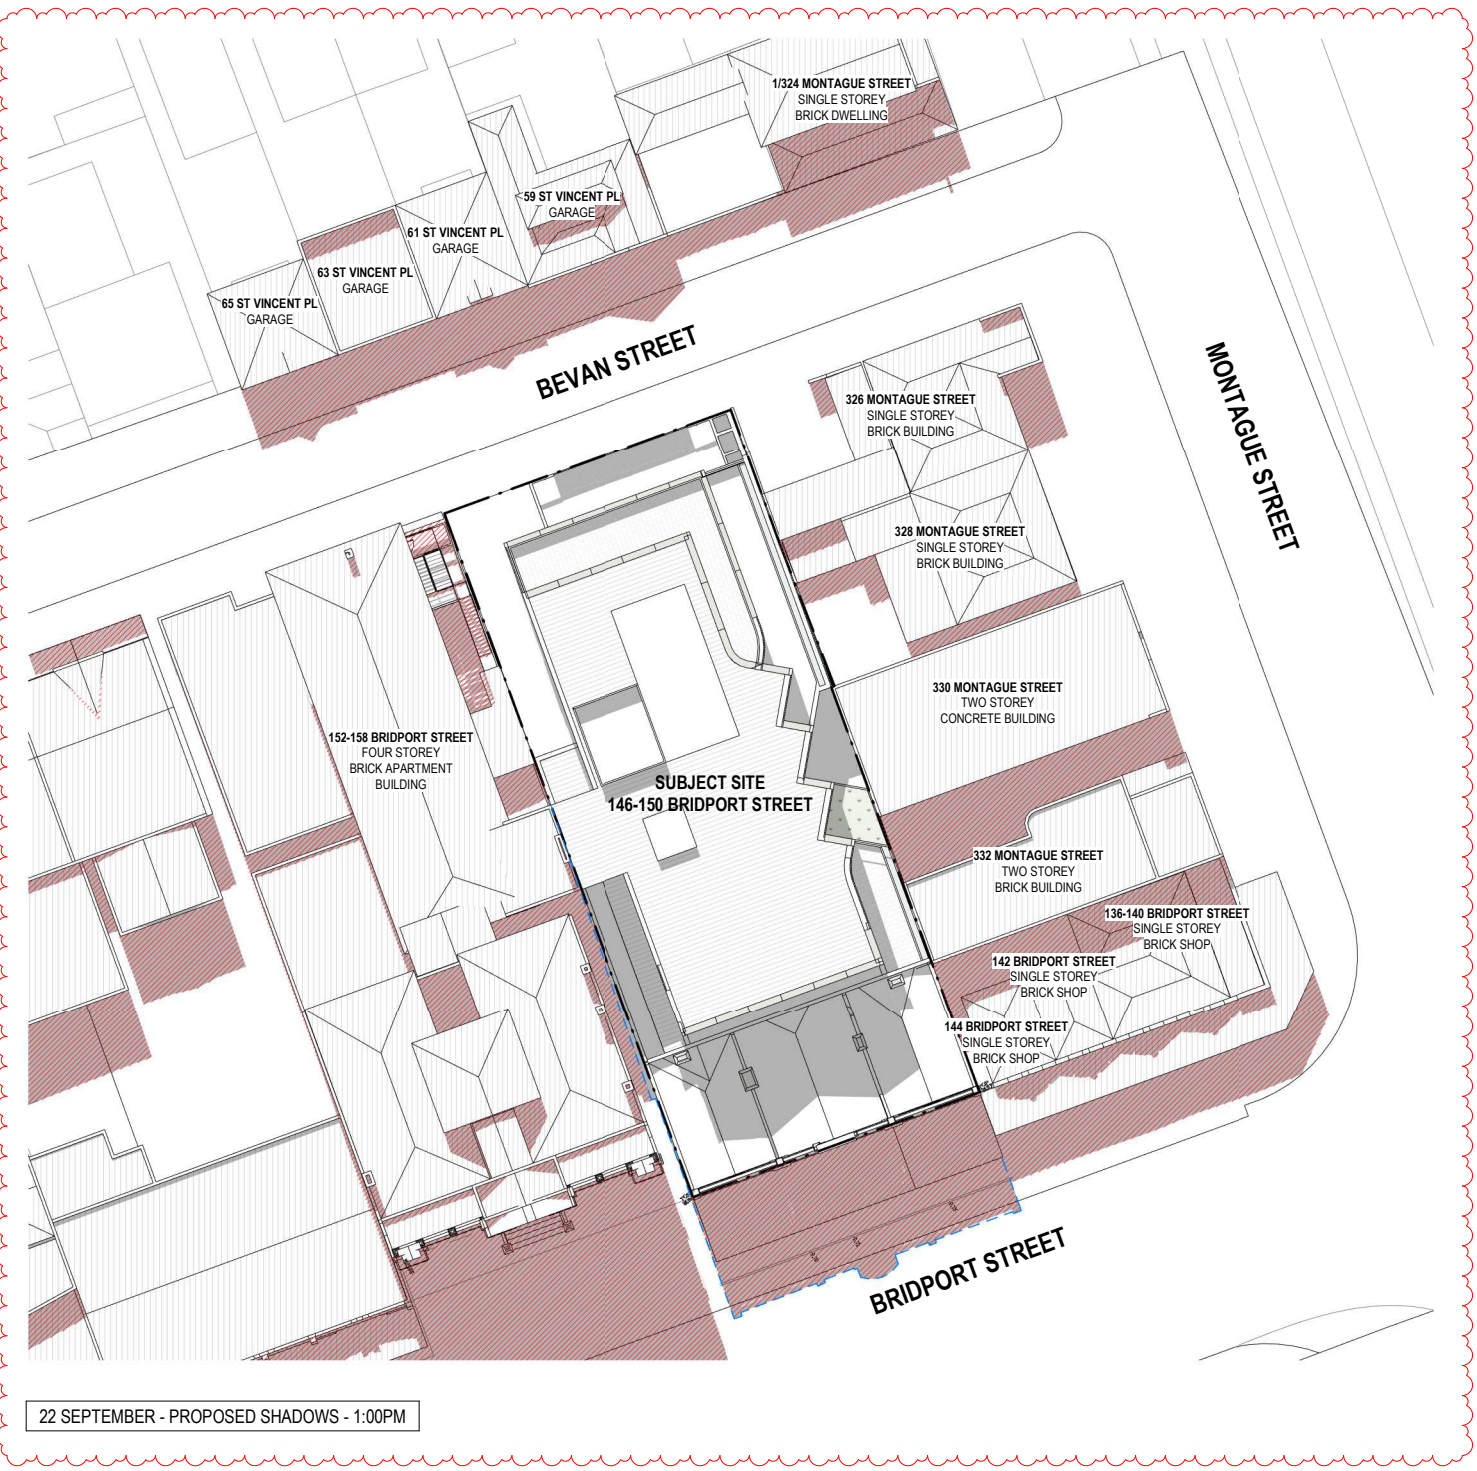 1/324 MONTAGUE STREET
SINGLE STOREY
BRICK DWELLING
59 ST VINCENT PL
GARAGE
61 ST VINCENT PL
GARAGE
63 ST VINCENT PL
GARAGE
65 ST VINCENT PL
GARAGE
BEVAN STREET
MONTAGUE STREET
326 MONTAGUE STREET
SINGLE STOREY
BRICK BUILDING
328 MONTAGUE STREET
SINGLE STOREY
BRICK BUILDING
330 MONTAGUE STREET
TWO STOREY
CONCRETE BUILDING
152-158 BRIDPORT STREET
FOUR STOREY
BRICK APARTMENT
BUILDING
SUBJECT SITE
146-150 BRIDPORT STREET
332 MONTAGUE STREET
TWO STOREY
BRICK BUILDING
136-140 BRIDPORT STREET
SINGLE STOREY
BRICK SHOP
142 BRIDPORT STREET
SINGLE STOREY
BRICK SHOP
144 BRIDPORT STREET
SINGLE STOREY
BRICK SHOP
BRIDPORT STREET
22 SEPTEMBER - PROPOSED SHADOWS - 1:00PM